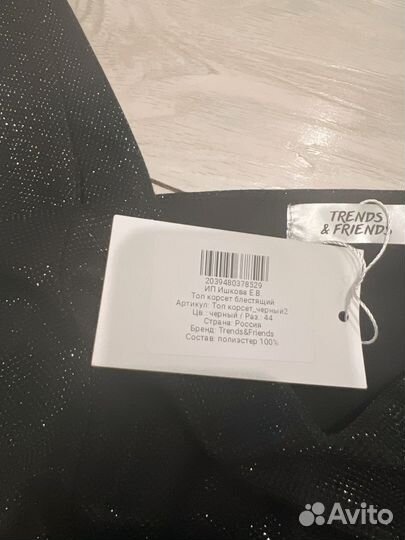 TRENDS
& FRIENDS
2039480378529
ИП Ишкова Е В
Топ корсет блестящий
Артикул: Топ корсет_черный2
Цв.: черный / Раз. 44
Страна: Россия
Бренд: Trends&Friends
Состав: полиэстер 100%
Avito